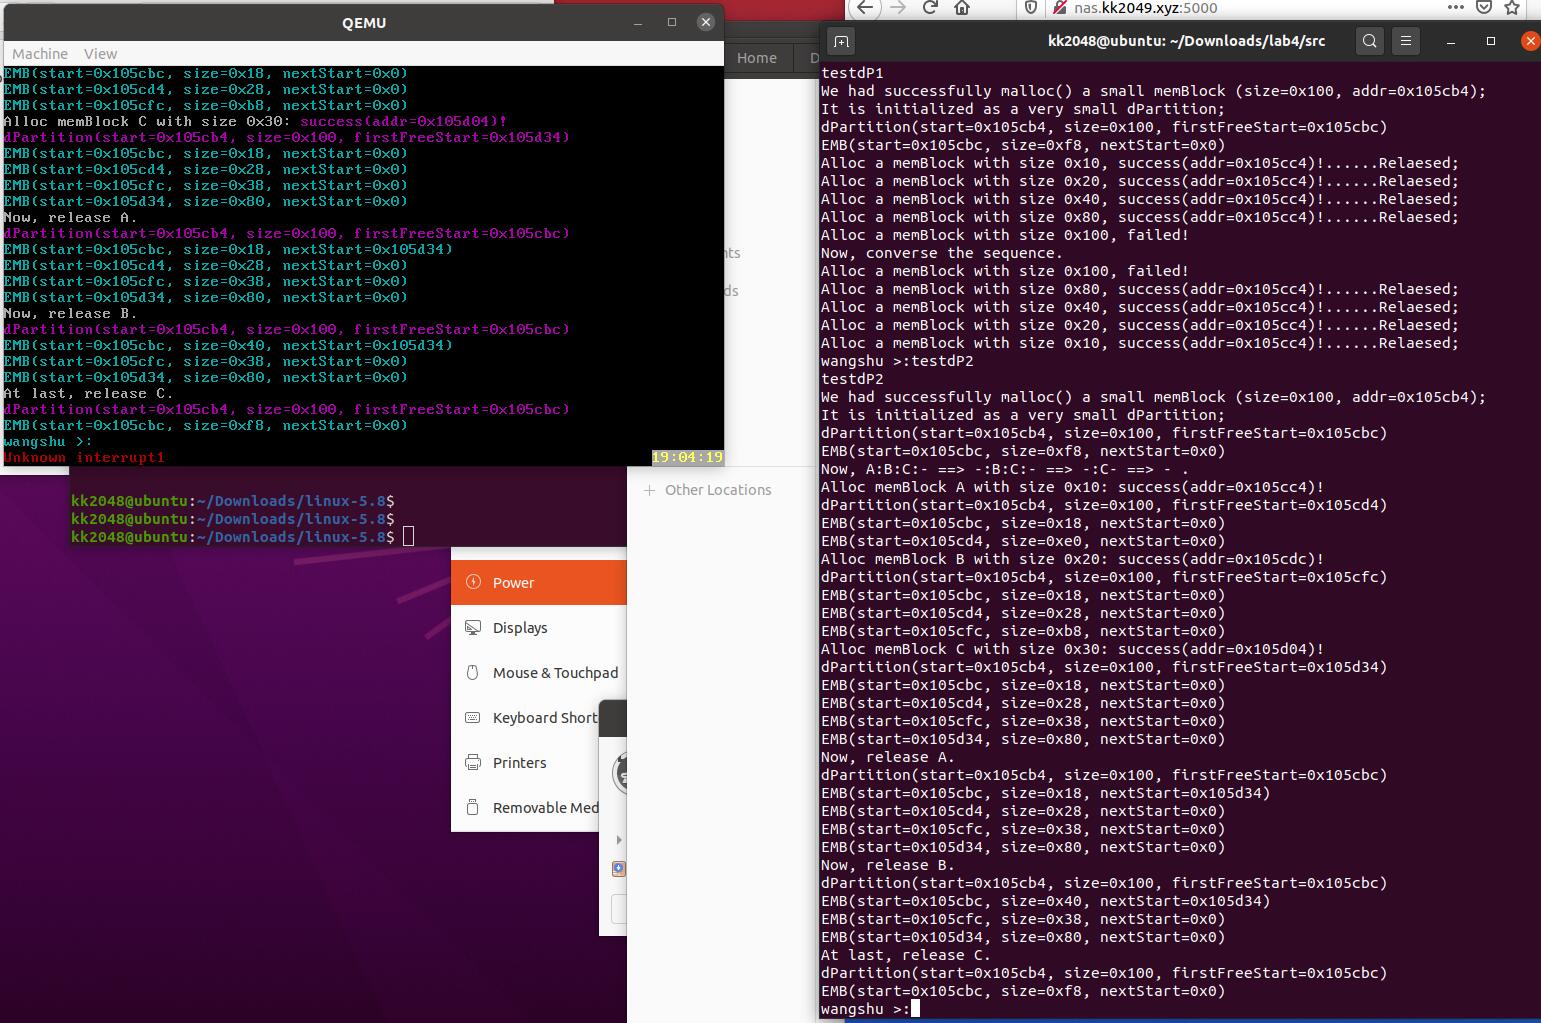 QEMU
Machine View
EMB(start=0x105cbc, size=0x18, nextStart=0x0)
EMB(start=0x105cd4, size=0x28, nextStart=0x0)
EMB(start=0x105cfc, size=0xb8, nextStart=0x0)
Alloc memBlock C with size 0x30: success(addr=0x105d04)!
dPartition(start=0x105cb4, size=0x100, firstFreeStart=0x105d34)
EMB(start=0x105cbc, size=0x18, nextStart=0x0)
EMB(start=0x105cd4, size=0x28, nextStart=0x0)
EMB(start=0x105cfc, size=0x38, nextStart=0x0)
EMB(start=0x105d34, size=0x80, nextStart=0x0)
Now, release A.
dPartition(start=0x105cb4, size=0x100, firstFreeStart=0x105cbc)
EMB(start=0x105cbc, size=0x18, nextStart=0x105d34)
EMB(start=0x105cd4, size=0x28, nextStart=0x0)
EMB(start=0x105cfc, size=0x38, nextStart=0x0)
EMB(start=0x105d34, size=0x80, nextStart=0x0)
Now, release B.
dPartition(start=0x105cb4, size=0x100, firstFreeStart=0x105cbc)
EMB(start=0x105cbc, size=0x40, nextStart=0x105d34)
EMB(start=0x105cfc, size=0x38, nextStart=0x0)
EMB(start=0x105d34, size=0x80, nextStart=0x0)
At last, release C.
dPartition(start=0x105cb4, size=0x100, firstFreeStart=0x105cbc)
EMB(start=0x105cbc, size=0xf8, nextStart=0x0)
wangshu >:
Unknown interrupt1 19:04:19
kk2048@ubuntu:~/Downloads/linux-5.8$
kk2048@ubuntu:~/Downloads/linux-5.8$
kk2048@ubuntu:~/Downloads/linux-5.8$
Home D
nts
ds
+ Other Locations
Power
Displays
Mouse & Touchpad
Keyboard Short
Printers
Removable Med
nas.kk2049.xyz:5000
kk2048@ubuntu: ~/Downloads/lab4/src
testdP1
We had successfully malloc() a small memBlock (size=0x100, addr=0x105cb4);
It is initialized as a very small dPartition;
dPartition(start=0x105cb4, size=0x100, firstFreeStart=0x105cbc)
EMB(start=0x105cbc, size=0xf8, nextStart=0x0)
Alloc a memBlock with size 0x10, success(addr=0x105cc4)!......Relaesed;
Alloc a memBlock with size 0x20, success(addr=0x105cc4)!......Relaesed;
Alloc a memBlock with size 0x40, success(addr=0x105cc4)!......Relaesed;
Alloc a memBlock with size 0x80, success(addr=0x105cc4)!......Relaesed;
Alloc a memBlock with size 0x100, failed!
Now, converse the sequence.
Alloc a memBlock with size 0x100, failed!
Alloc a memBlock with size 0x80, success(addr=0x105cc4)!......Relaesed;
Alloc a memBlock with size 0x40, success(addr=0x105cc4)!......Relaesed;
Alloc a memBlock with size 0x20, success(addr=0x105cc4)!......Relaesed;
Alloc a memBlock with size 0x10, success(addr=0x105cc4)!......Relaesed;
wangshu >:testdP2
testdP2
We had successfully malloc() a small memBlock (size=0x100, addr=0x105cb4);
It is initialized as a very small dPartition;
dPartition(start=0x105cb4, size=0x100, firstFreeStart=0x105cbc)
EMB(start=0x105cbc, size=0xf8, nextStart=0x0)
Now, A:B:C:- ==> -:B:C:- ==> -:C- ==> - .
Alloc memBlock A with size 0x10: success(addr=0x105cc4)!
dPartition(start=0x105cb4, size=0x100, firstFreeStart=0x105cd4)
EMB(start=0x105cbc, size=0x18, nextStart=0x0)
EMB(start=0x105cd4, size=0xe0, nextStart=0x0)
Alloc memBlock B with size 0x20: success(addr=0x105cdc)!
dPartition(start=0x105cb4, size=0x100, firstFreeStart=0x105cfc)
EMB(start=0x105cbc, size=0x18, nextStart=0x0)
EMB(start=0x105cd4, size=0x28, nextStart=0x0)
EMB(start=0x105cfc, size=0xb8, nextStart=0x0)
Alloc memBlock C with size 0x30: success(addr=0x105d04)!
dPartition(start=0x105cb4, size=0x100, firstFreeStart=0x105d34)
EMB(start=0x105cbc, size=0x18, nextStart=0x0)
EMB(start=0x105cd4, size=0x28, nextStart=0x0)
EMB(start=0x105cfc, size=0x38, nextStart=0x0)
EMB(start=0x105d34, size=0x80, nextStart=0x0)
Now, release A.
dPartition(start=0x105cb4, size=0x100, firstFreeStart=0x105cbc)
EMB(start=0x105cbc, size=0x18, nextStart=0x105d34)
EMB(start=0x105cd4, size=0x28, nextStart=0x0)
EMB(start=0x105cfc, size=0x38, nextStart=0x0)
EMB(start=0x105d34, size=0x80, nextStart=0x0)
Now, release B.
dPartition(start=0x105cb4, size=0x100, firstFreeStart=0x105cbc)
EMB(start=0x105cbc, size=0x40, nextStart=0x105d34)
EMB(start=0x105cfc, size=0x38, nextStart=0x0)
EMB(start=0x105d34, size=0x80, nextStart=0x0)
At last, release C.
dPartition(start=0x105cb4, size=0x100, firstFreeStart=0x105cbc)
EMB(start=0x105cbc, size=0xf8, nextStart=0x0)
wangshu >: